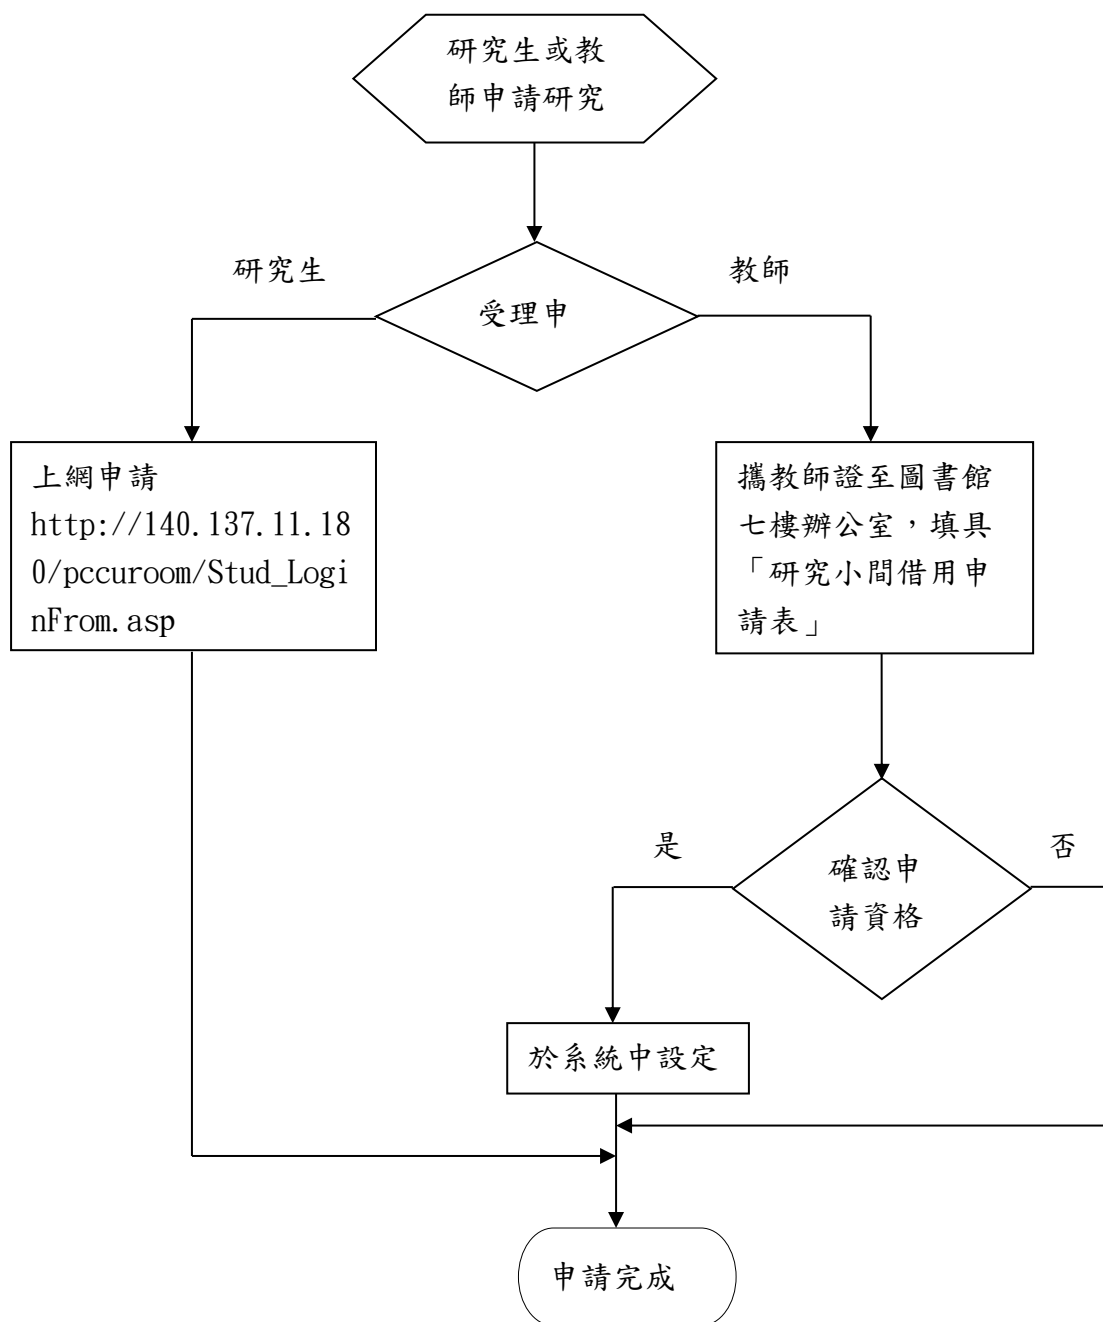 研究生或教
師申請研究
研究生
教師
受理申
上網申請
http://140.137.11.18
0/pccuroom/Stud_Logi
nFrom.asp
攜教師證至圖書館
七樓辦公室，填具
「研究小間借用申
請表」
是
否
確認申
請資格
於系統中設定
申請完成